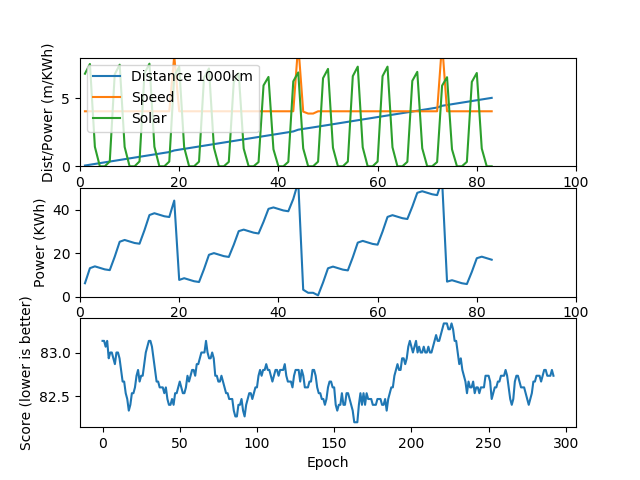 Dist/Power (m/KWh)
5
0
Distance 1000km
Speed
Solar
0 20 40 60 80 100
Power (KWh)
40
20
0
0 20 40 60 80 100
Score (lower is better)
83.0
82.5
0 50 100 150 200 250 300
Epoch